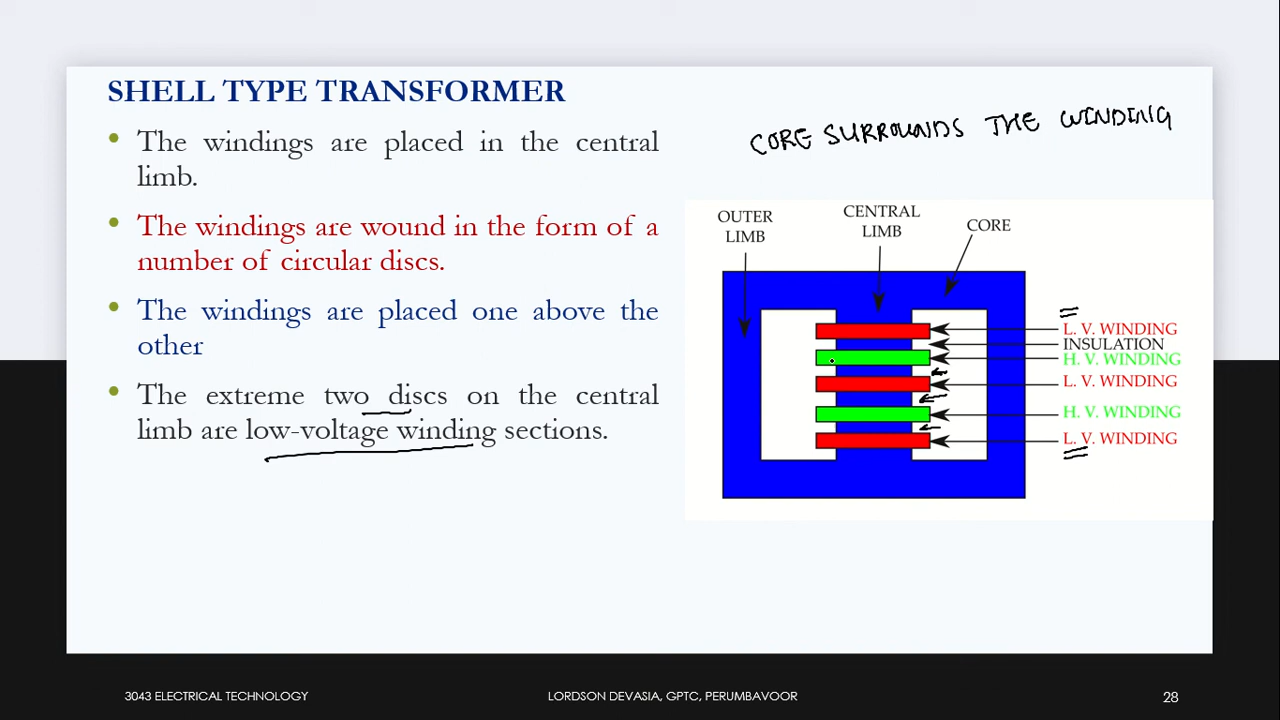 SHELL TYPE TRANSFORMER
• The windings are placed in the central
limb.
• The windings are wound in the form of a
number of circular discs.
• The windings are placed one above the
other
• The extreme two discs on the central
limb are low-voltage winding sections.
CORE SURROUNDS THE WINDING
OUTER
LIMB
CENTRAL
LIMB
CORE
L. V. WINDING
INSULATION
H. V. WINDING
L. V. WINDING
H. V. WINDING
L. V. WINDING
3043 ELECTRICAL TECHNOLOGY
LORDSON DEVASIA, GPTC, PERUMBAVOOR
28